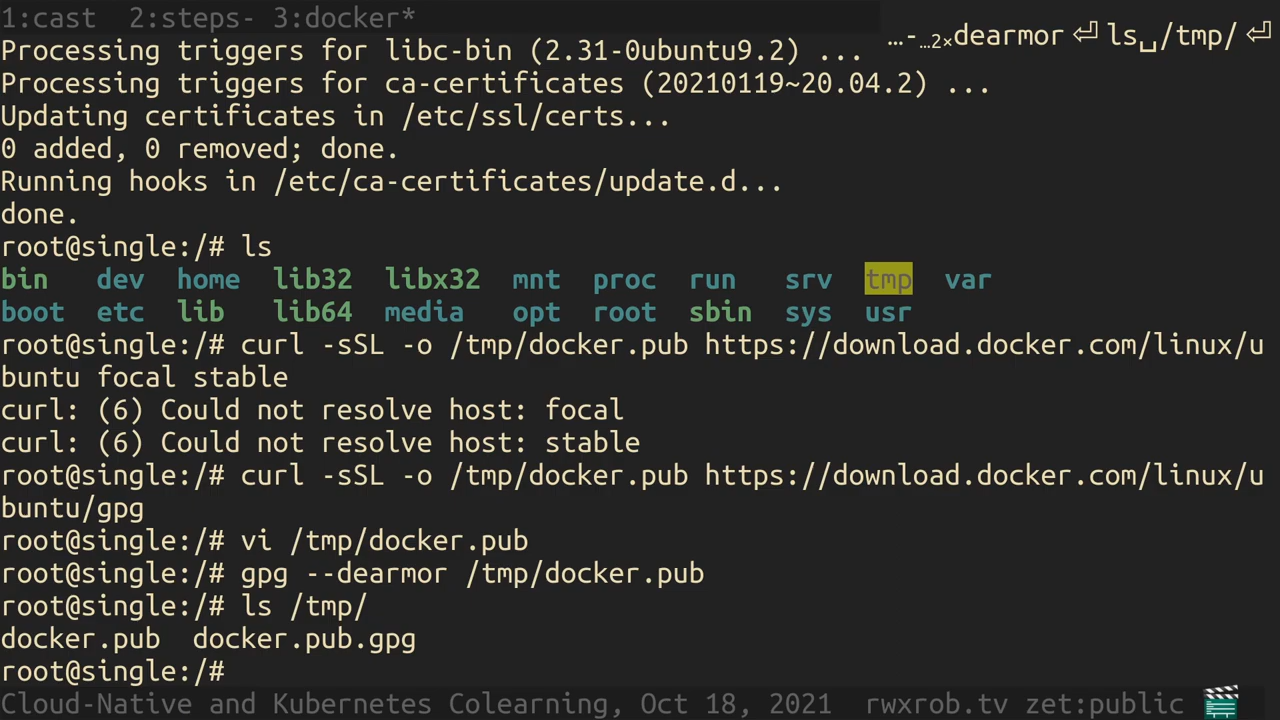 1:cast  2:steps- 3:docker*
…-…2×dearmor⏎ls␣/tmp/⏎
Processing triggers for libc-bin (2.31-0ubuntu9.2) ...
Processing triggers for ca-certificates (20210119~20.04.2) ...
Updating certificates in /etc/ssl/certs...
0 added, 0 removed; done.
Running hooks in /etc/ca-certificates/update.d...
done.
root@single:/# ls
bin   dev  home  lib32  libx32  mnt  proc  run   srv  tmp  var
boot  etc  lib   lib64  media   opt  root  sbin  sys  usr
root@single:/# curl -sSL -o /tmp/docker.pub https://download.docker.com/linux/u
buntu focal stable
curl: (6) Could not resolve host: focal
curl: (6) Could not resolve host: stable
root@single:/# curl -sSL -o /tmp/docker.pub https://download.docker.com/linux/u
buntu/gpg
root@single:/# vi /tmp/docker.pub
root@single:/# gpg --dearmor /tmp/docker.pub
root@single:/# ls /tmp/
docker.pub  docker.pub.gpg
root@single:/#
Cloud-Native and Kubernetes Colearning, Oct 18, 2021  rwxrob.tv zet:public 🎬